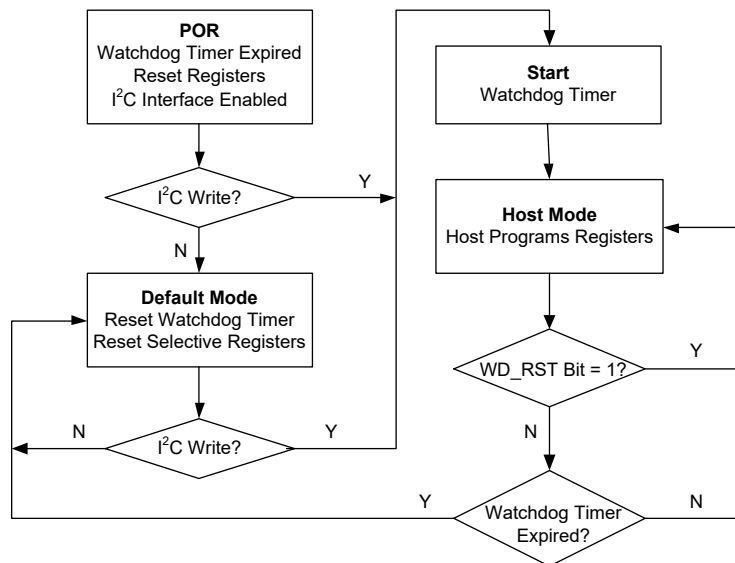 POR
Watchdog Timer Expired
Reset Registers
I²C Interface Enabled
I²C Write?
Y
N
Default Mode
Reset Watchdog Timer
Reset Selective Registers
I²C Write?
N
Y
Start
Watchdog Timer
Host Mode
Host Programs Registers
WD_RST Bit = 1?
Y
N
Watchdog Timer
Expired?
Y
N